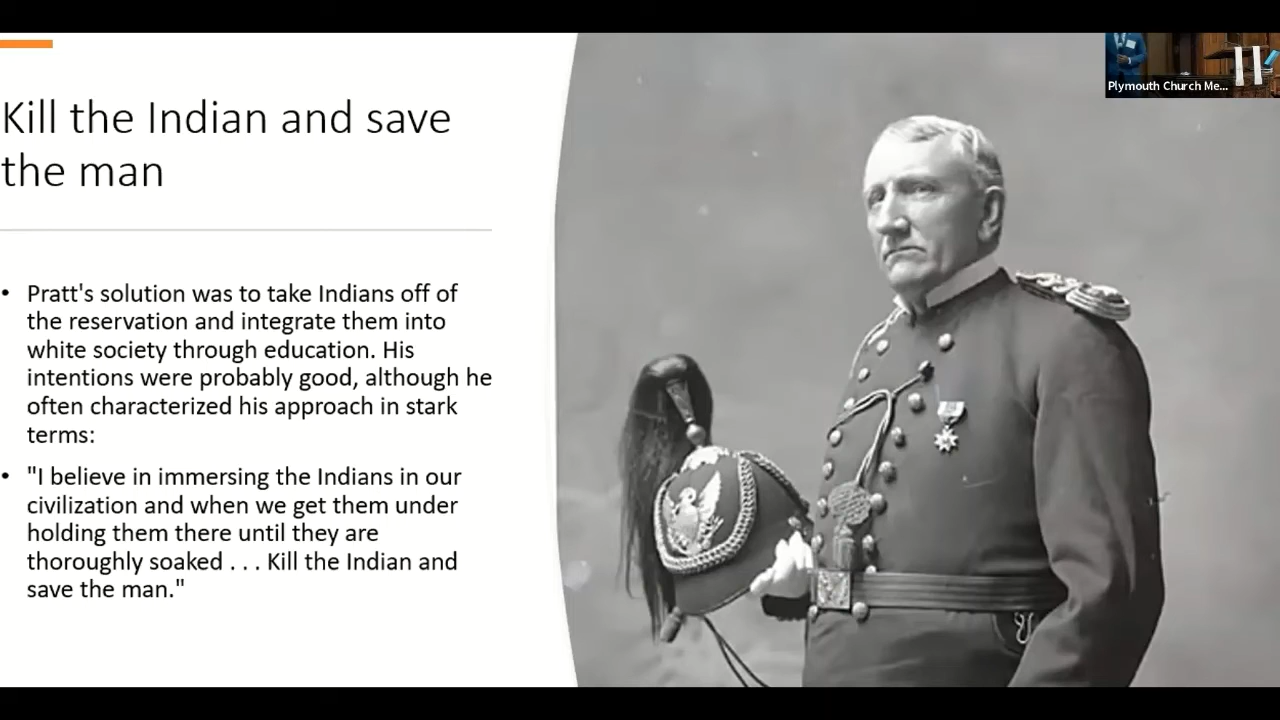 Plymouth Church Me...
Kill the Indian and save
the man
• Pratt's solution was to take Indians off of
the reservation and integrate them into
white society through education. His
intentions were probably good, although he
often characterized his approach in stark
terms:
• "I believe in immersing the Indians in our
civilization and when we get them under
holding them there until they are
thoroughly soaked . . . Kill the Indian and
save the man."